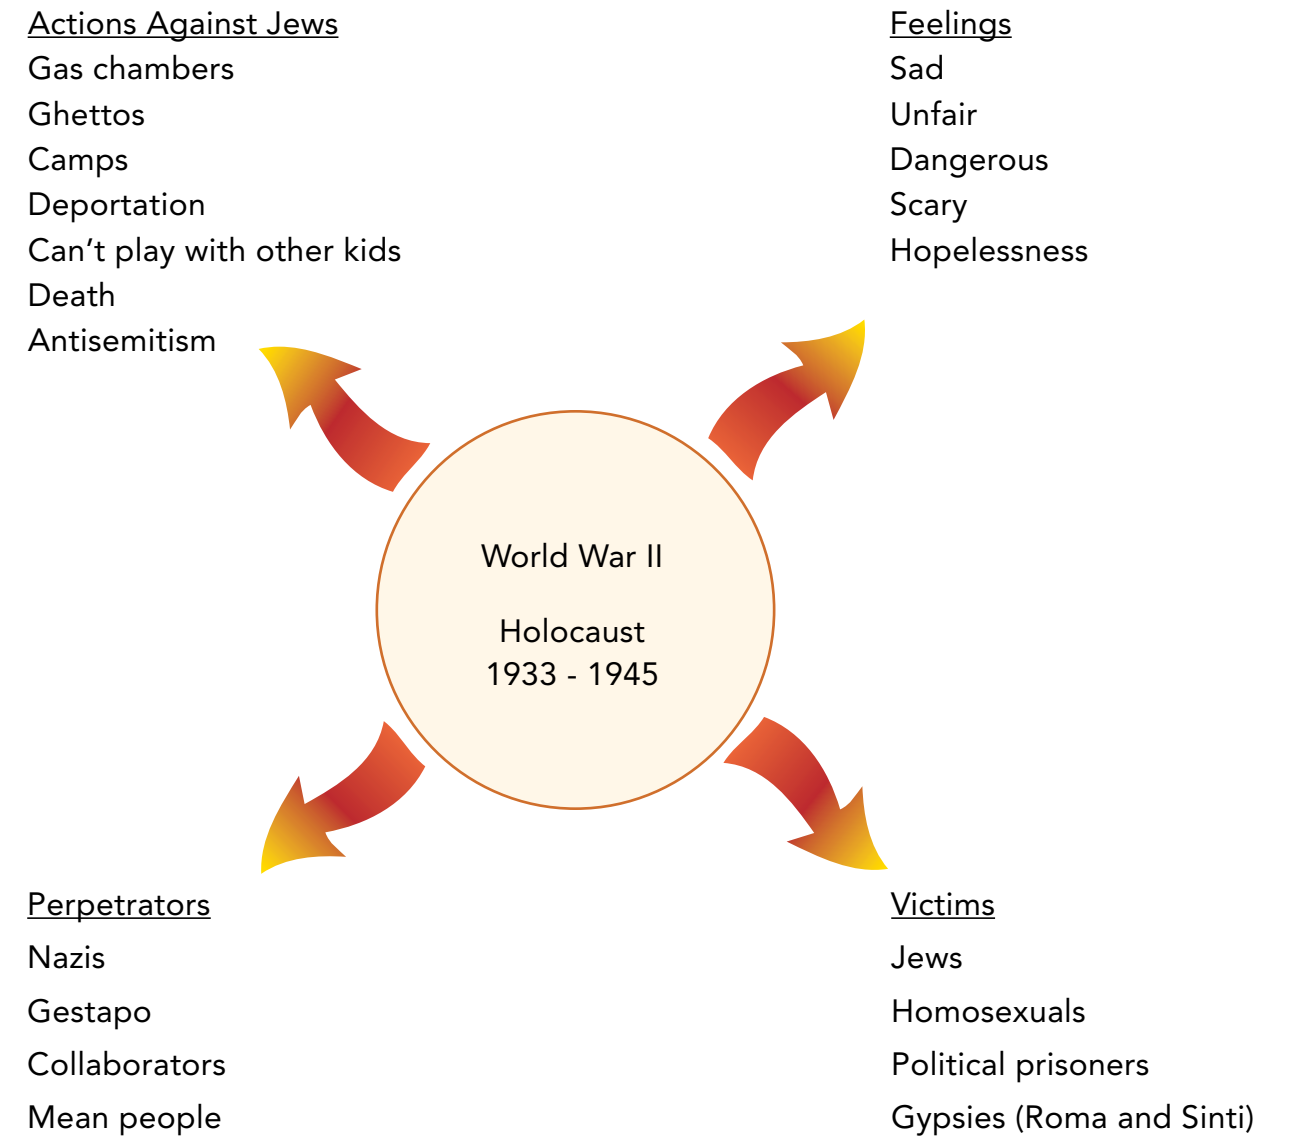 Actions Against Jews
Gas chambers
Ghettos
Camps
Deportation
Can’t play with other kids
Death
Antisemitism
Feelings
Sad
Unfair
Dangerous
Scary
Hopelessness
World War II
Holocaust
1933 - 1945
Perpetrators
Nazis
Gestapo
Collaborators
Mean people
Victims
Jews
Homosexuals
Political prisoners
Gypsies (Roma and Sinti)